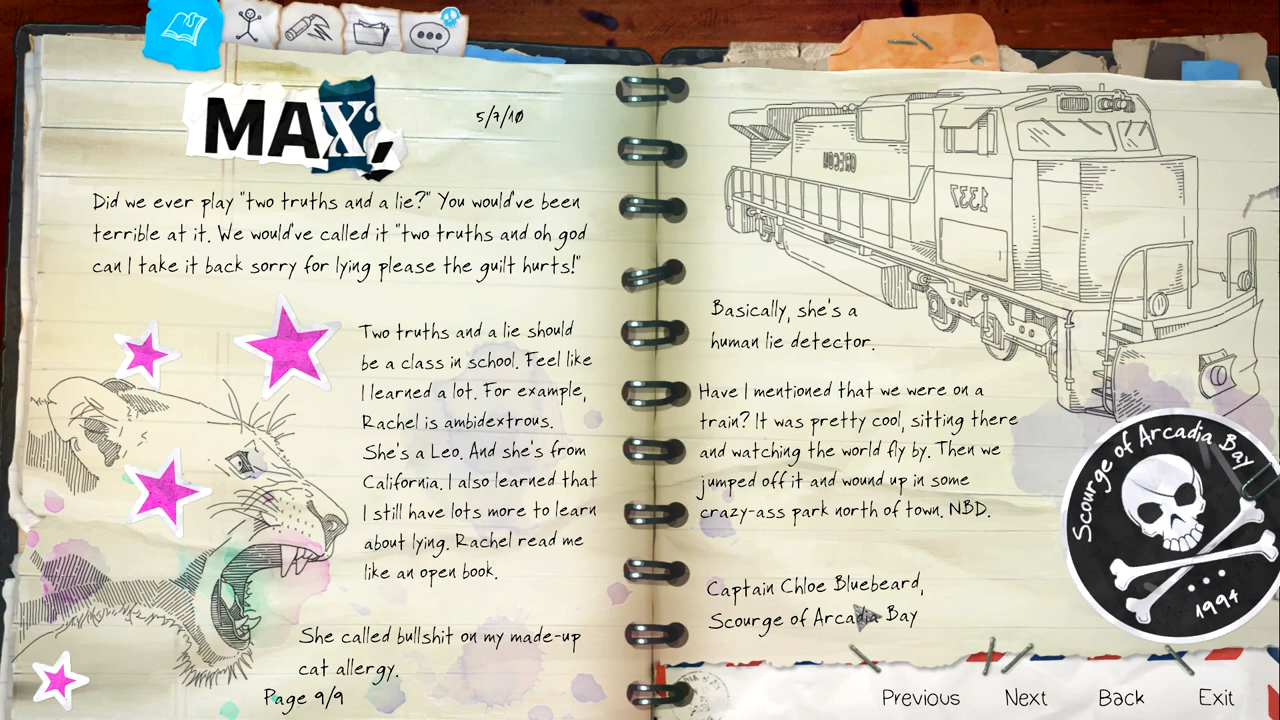 MAX,
5/7/10
Did we ever play "two truths and a lie?" You would've been
terrible at it. We would've called it "two truths and oh god
can I take it back sorry for lying please the guilt hurts!"
Two truths and a lie should
be a class in school. Feel like
I learned a lot. For example,
Rachel is ambidextrous.
She's a Leo. And she's from
California. I also learned that
I still have lots more to learn
about lying. Rachel read me
like an open book.
She called bullshit on my made-up
cat allergy.
Page 9/9
OREGON
1337
Basically, she's a
human lie detector.
Have I mentioned that we were on a
train? It was pretty cool, sitting there
and watching the world fly by. Then we
jumped off it and wound up in some
crazy-ass park north of town. NBD.
Captain Chloe Bluebeard,
Scourge of Arcadia Bay
Scourge of Arcadia Bay
1994
Previous
Next
Back
Exit